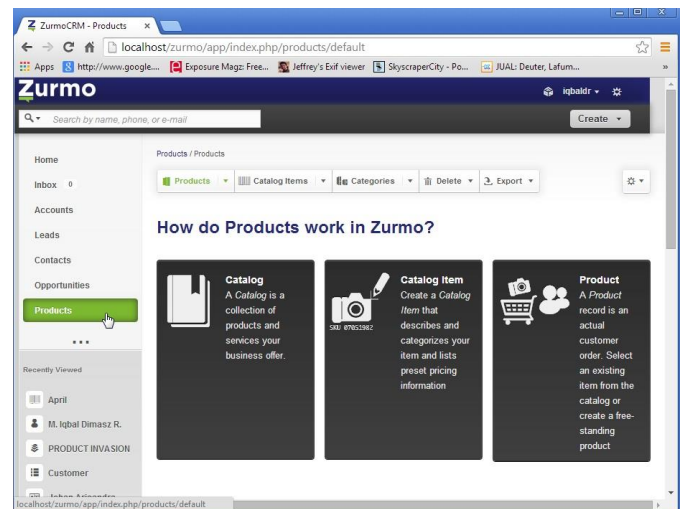 ZurmoCRM - Products
localhost/zurmo/app/index.php/products/default
Apps http://www.google.... Exposure Magz: Free... Jeffrey's Exif viewer SkyscraperCity - Po... JUAL: Deuter, Lafum... »
Zurmo iqbaldr
Search by name, phone, or e-mail Create
Home
Inbox 0
Accounts
Leads
Contacts
Opportunities
Products
Recently Viewed
April
M. Iqbal Dimasz R.
PRODUCT INVASION
Customer
localhost/zurmo/app/index.php/products/default
Products / Products
Products Catalog Items Categories Delete Export
How do Products work in Zurmo?
Catalog
A Catalog is a
collection of
products and
services your
business offer.
SKU 07051982
Catalog Item
Create a Catalog
Item that
describes and
categorizes your
item and lists
preset pricing
information
Product
A Product
record is an
actual
customer
order. Select
an existing
item from the
catalog or
create a free-
standing
product